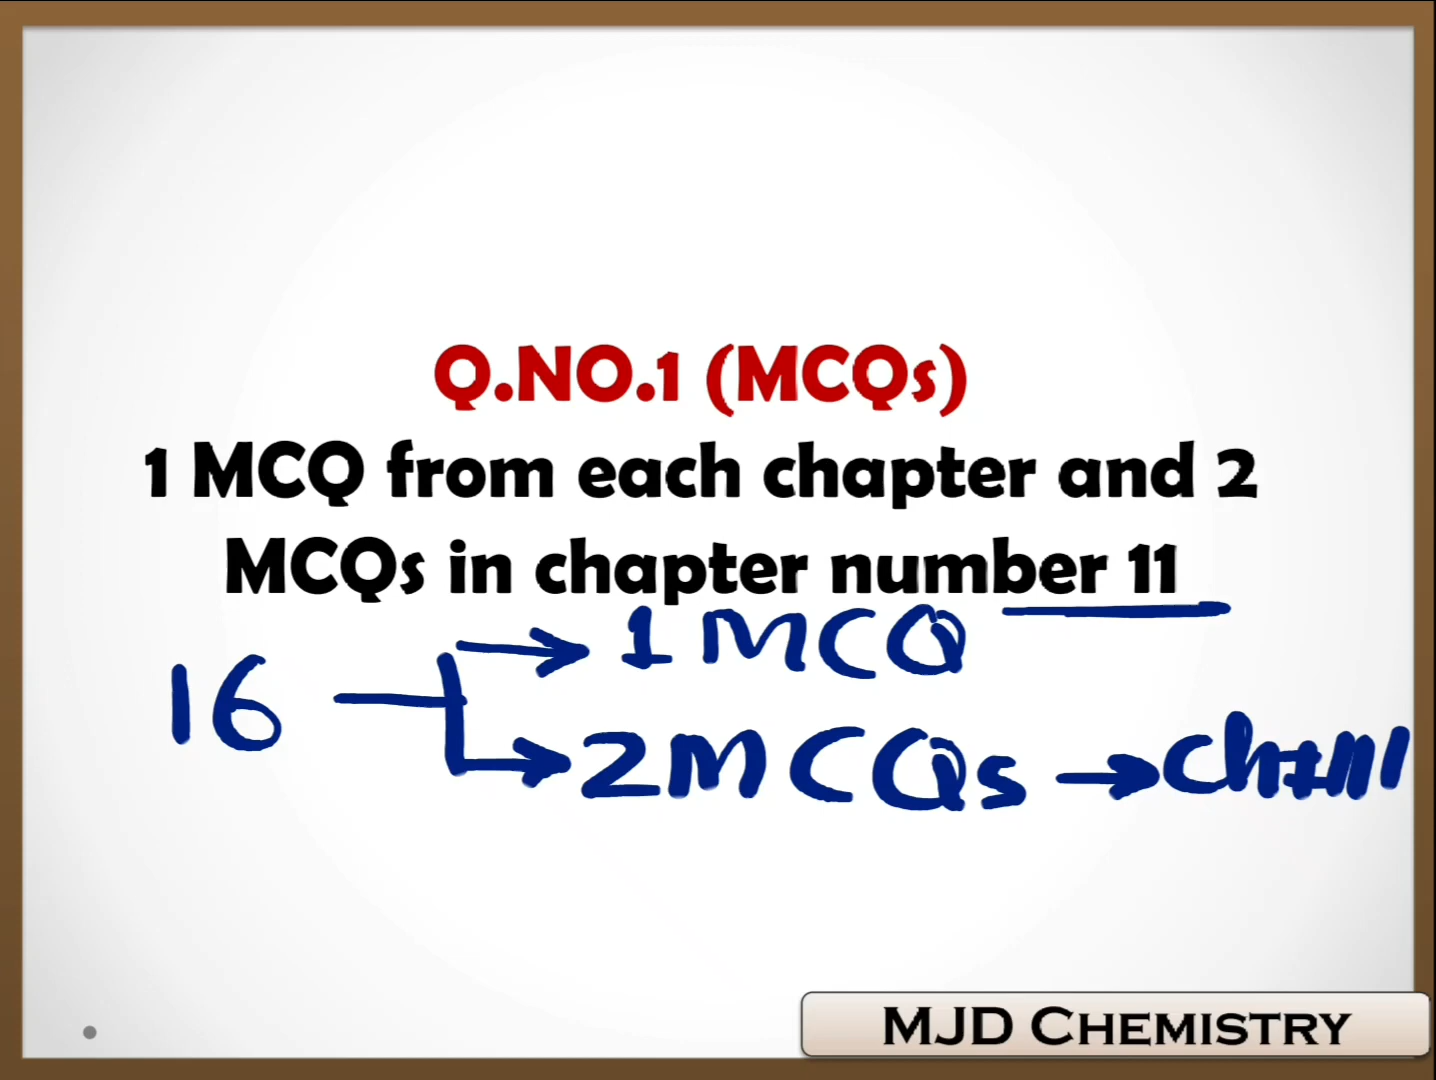 Q.NO.1 (MCQs)
1 MCQ from each chapter and 2
MCQs in chapter number 11
1 MCQ
16
2MCQs → Ch#11
MJD CHEMISTRY